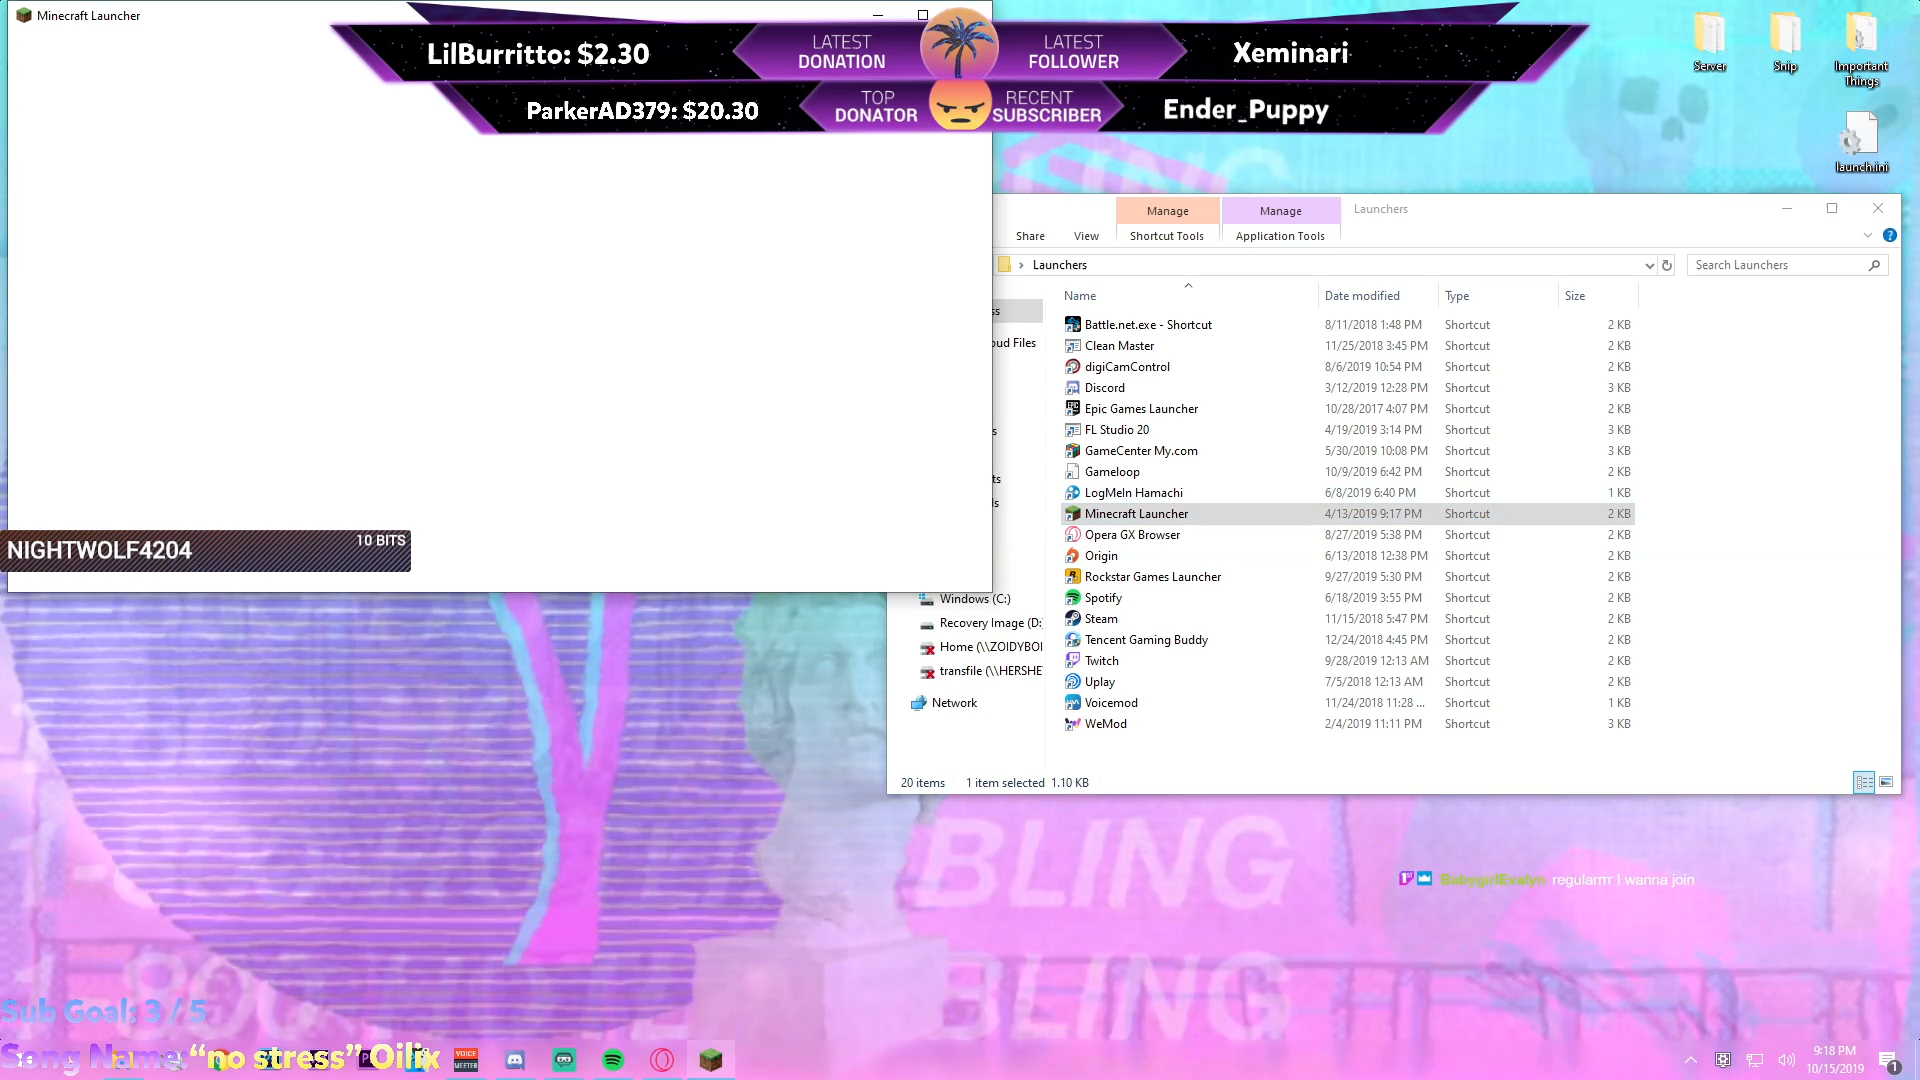 Minecraft Launcher
LilBurritto: $2.30
LATEST
DONATION
LATEST
FOLLOWER
Xeminari
ParkerAD379: $20.30
TOP
DONATOR
RECENT
SUBSCRIBER
Ender_Puppy
Server
Snip
Important
Things
launch.ini
Manage
Manage
Launchers
Share
View
Shortcut Tools
Application Tools
?
Launchers
Search Launchers
Name
Date modified
Type
Size
ss
oud Files
s
ts
ls
Battle.net.exe - Shortcut 8/11/2018 1:48 PM Shortcut 2 KB
Clean Master 11/25/2018 3:45 PM Shortcut 2 KB
digiCamControl 8/6/2019 10:54 PM Shortcut 2 KB
Discord 3/12/2019 12:28 PM Shortcut 3 KB
Epic Games Launcher 10/28/2017 4:07 PM Shortcut 2 KB
FL Studio 20 4/19/2019 3:14 PM Shortcut 3 KB
GameCenter My.com 5/30/2019 10:08 PM Shortcut 3 KB
Gameloop 10/9/2019 6:42 PM Shortcut 2 KB
LogMeIn Hamachi 6/8/2019 6:40 PM Shortcut 1 KB
Minecraft Launcher 4/13/2019 9:17 PM Shortcut 2 KB
Opera GX Browser 8/27/2019 5:38 PM Shortcut 2 KB
Origin 6/13/2018 12:38 PM Shortcut 2 KB
Rockstar Games Launcher 9/27/2019 5:30 PM Shortcut 2 KB
Spotify 6/18/2019 3:55 PM Shortcut 2 KB
Steam 11/15/2018 5:47 PM Shortcut 2 KB
Tencent Gaming Buddy 12/24/2018 4:45 PM Shortcut 2 KB
Twitch 9/28/2019 12:13 AM Shortcut 2 KB
Uplay 7/5/2018 12:13 AM Shortcut 2 KB
Voicemod 11/24/2018 11:28 ... Shortcut 1 KB
WeMod 2/4/2019 11:11 PM Shortcut 3 KB
NIGHTWOLF4204
10 BITS
Windows (C:)
Recovery Image (D:
Home (\\ZOIDYBOI
transfile (\\HERSHE
Network
20 items
1 item selected 1.10 KB
BLING
BabygirlEvalyn regularrrr I wanna join
BLING
Sub Goal: 3 / 5
Song Name: “no stress” Oilix
VOICE
MEETER
9:18 PM
10/15/2019
1